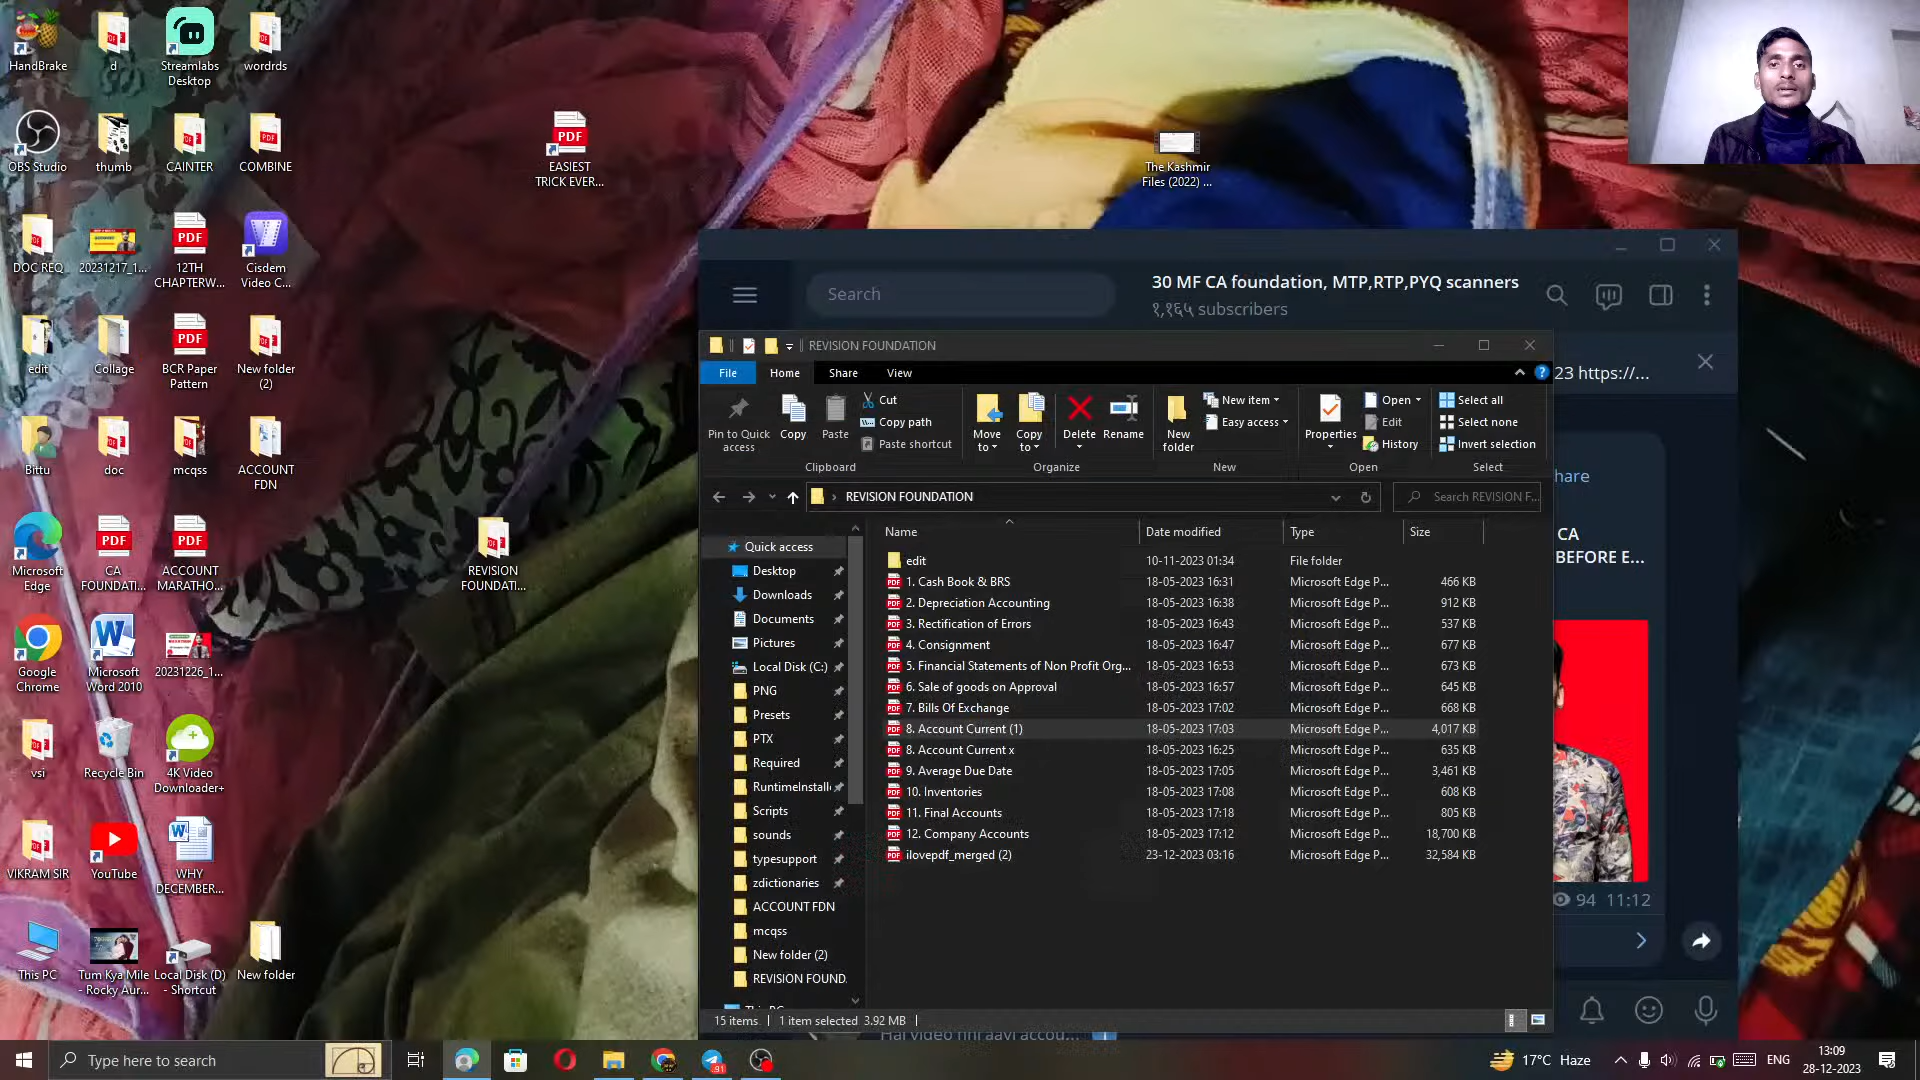 HandBrake
d
Streamlabs
Desktop
wordrds
OBS Studio
thumb
CAINTER
COMBINE
PDF
EASIEST
TRICK EVER...
The Kashmir
Files (2022) ...
DOC REQ
20231217_1...
12TH
CHAPTERW...
Cisdem
Video C...
edit
Collage
BCR Paper
Pattern
New folder
(2)
Bittu
doc
mcqss
ACCOUNT
FDN
Microsoft
Edge
CA
FOUNDATI...
ACCOUNT
MARATHO...
REVISION
FOUNDATI...
Google
Chrome
Microsoft
Word 2010
20231226_1...
vsi
Recycle Bin
4K Video
Downloader+
VIKRAM SIR
YouTube
WHY
DECEMBER...
This PC
Tum Kya Mile
- Rocky Aur...
Local Disk (D)
- Shortcut
New folder
Search
30 MF CA foundation, MTP,RTP,PYQ scanners
१,१६५ subscribers
REVISION FOUNDATION
File Home Share View
23 https://...
Pin to Quick
access
Copy
Paste
Cut
Copy path
Paste shortcut
Clipboard
Move
to
Copy
to
Delete
Rename
Organize
New
folder
New item
Easy access
New
Properties
Open
Edit
History
Open
Select all
Select none
Invert selection
Select
hare
REVISION FOUNDATION
Search REVISION F...
Name Date modified Type Size
CA
BEFORE E...
Quick access
Desktop
Downloads
Documents
Pictures
Local Disk (C:)
PNG
Presets
PTX
Required
RuntimeInstall
Scripts
sounds
typesupport
zdictionaries
ACCOUNT FDN
mcqss
New folder (2)
REVISION FOUND
edit 10-11-2023 01:34 File folder
1. Cash Book & BRS 18-05-2023 16:31 Microsoft Edge P... 466 KB
2. Depreciation Accounting 18-05-2023 16:38 Microsoft Edge P... 912 KB
3. Rectification of Errors 18-05-2023 16:43 Microsoft Edge P... 537 KB
4. Consignment 18-05-2023 16:47 Microsoft Edge P... 677 KB
5. Financial Statements of Non Profit Org... 18-05-2023 16:53 Microsoft Edge P... 673 KB
6. Sale of goods on Approval 18-05-2023 16:57 Microsoft Edge P... 645 KB
7. Bills Of Exchange 18-05-2023 17:02 Microsoft Edge P... 668 KB
8. Account Current (1) 18-05-2023 17:03 Microsoft Edge P... 4,017 KB
8. Account Current x 18-05-2023 16:25 Microsoft Edge P... 635 KB
9. Average Due Date 18-05-2023 17:05 Microsoft Edge P... 3,461 KB
10. Inventories 18-05-2023 17:08 Microsoft Edge P... 608 KB
11. Final Accounts 18-05-2023 17:18 Microsoft Edge P... 805 KB
12. Company Accounts 18-05-2023 17:12 Microsoft Edge P... 18,700 KB
ilovepdf_merged (2) 23-12-2023 03:16 Microsoft Edge P... 32,584 KB
94 11:12
15 items 1 item selected 3.92 MB
Type here to search
91
17°C Haze
ENG
13:09
28-12-2023